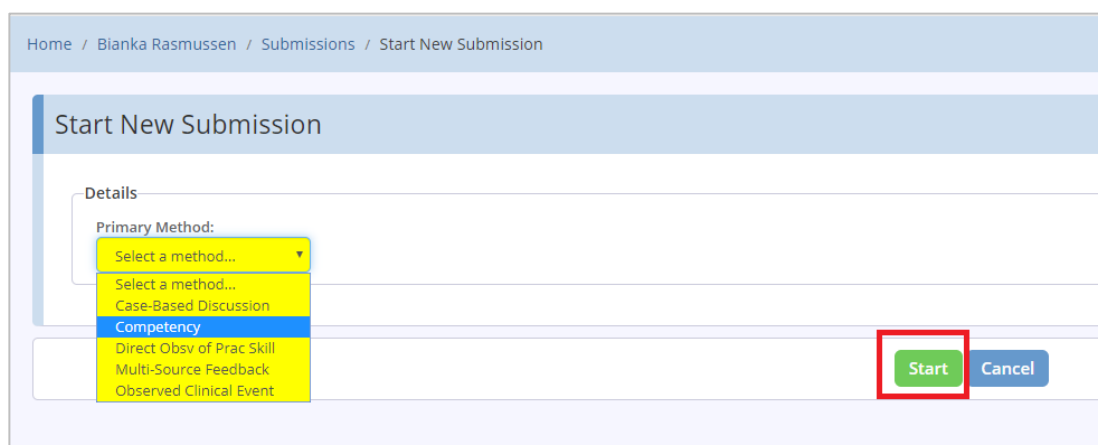 Home / Bianka Rasmussen / Submissions / Start New Submission
Start New Submission
Details
Primary Method:
Select a method...
Select a method...
Case-Based Discussion
Competency
Direct Obsv of Prac Skill
Multi-Source Feedback
Observed Clinical Event
Start Cancel